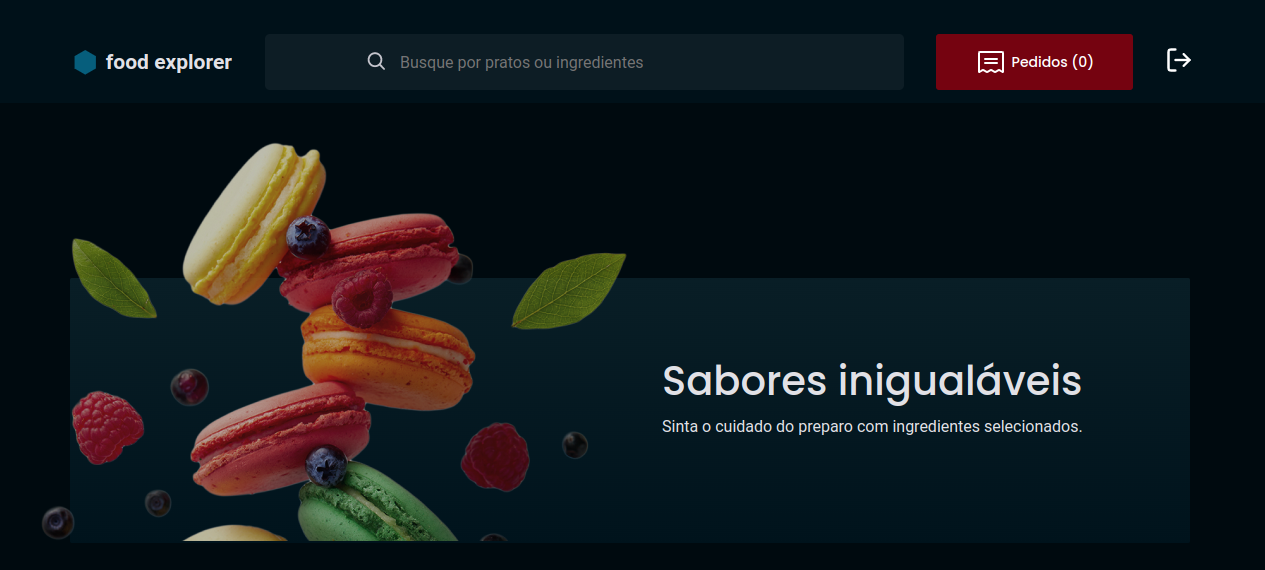 food explorer
Busque por pratos ou ingredientes
Pedidos (0)
Sabores inigualáveis
Sinta o cuidado do preparo com ingredientes selecionados.